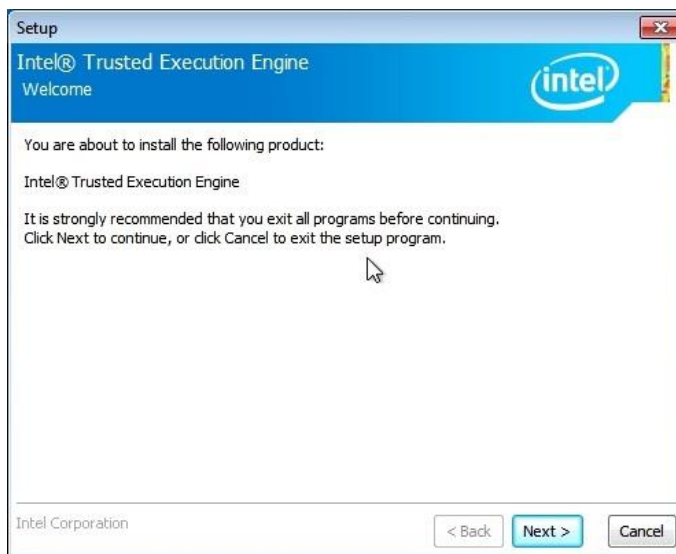 Setup
Intel® Trusted Execution Engine
Welcome
intel
You are about to install the following product:
Intel® Trusted Execution Engine
It is strongly recommended that you exit all programs before continuing.
Click Next to continue, or click Cancel to exit the setup program.
Intel Corporation
< Back
Next >
Cancel